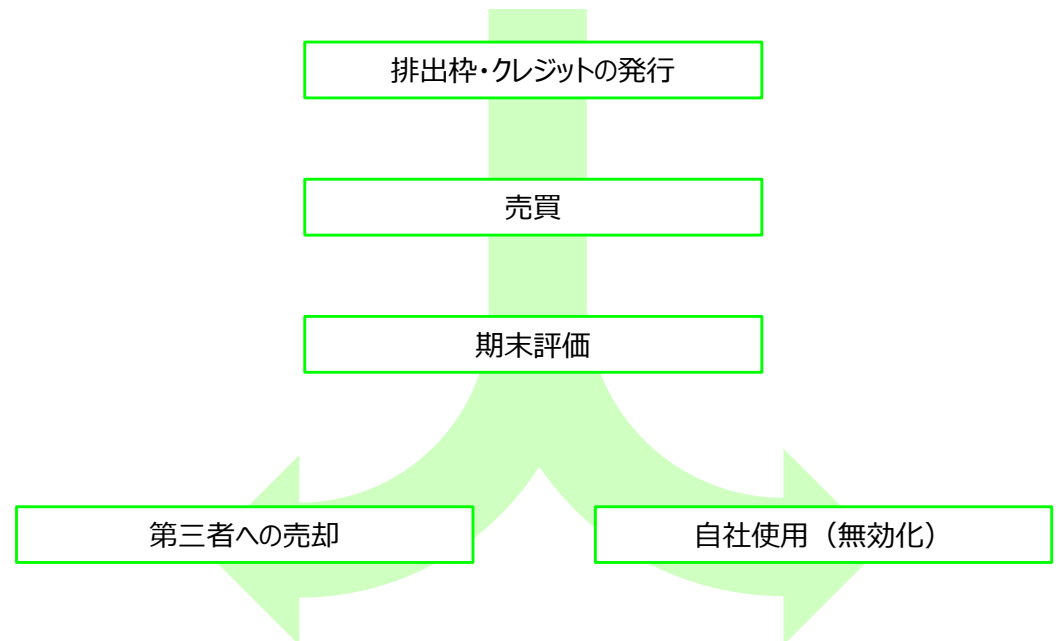 排出枠・クレジットの発行
売買
期末評価
第三者への売却
自社使用（無効化）